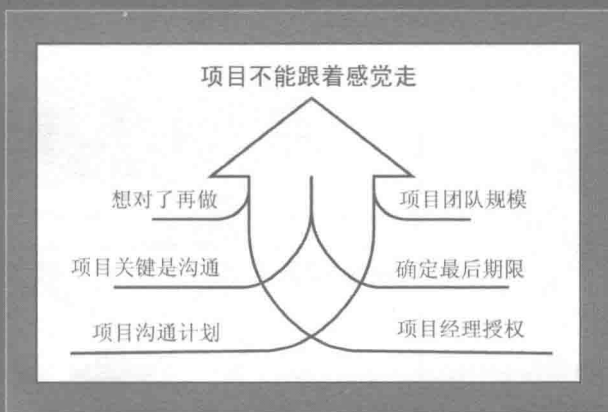 项目不能跟着感觉走
想对了再做 项目团队规模
项目关键是沟通 确定最后期限
项目沟通计划 项目经理授权